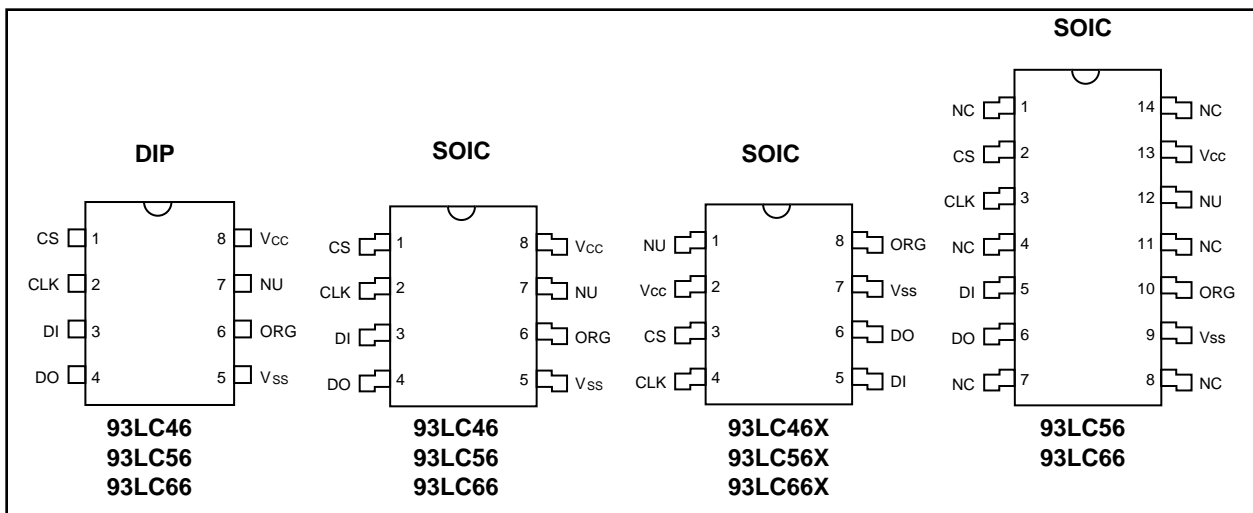 DIP
CS 1 8 Vcc
CLK 2 7 NU
DI 3 6 ORG
DO 4 5 Vss
93LC46
93LC56
93LC66
SOIC
CS 1 8 Vcc
CLK 2 7 NU
DI 3 6 ORG
DO 4 5 Vss
93LC46
93LC56
93LC66
SOIC
NU 1 8 ORG
Vcc 2 7 Vss
CS 3 6 DO
CLK 4 5 DI
93LC46X
93LC56X
93LC66X
SOIC
NC 1 14 NC
CS 2 13 Vcc
CLK 3 12 NU
NC 4 11 NC
DI 5 10 ORG
DO 6 9 Vss
NC 7 8 NC
93LC56
93LC66